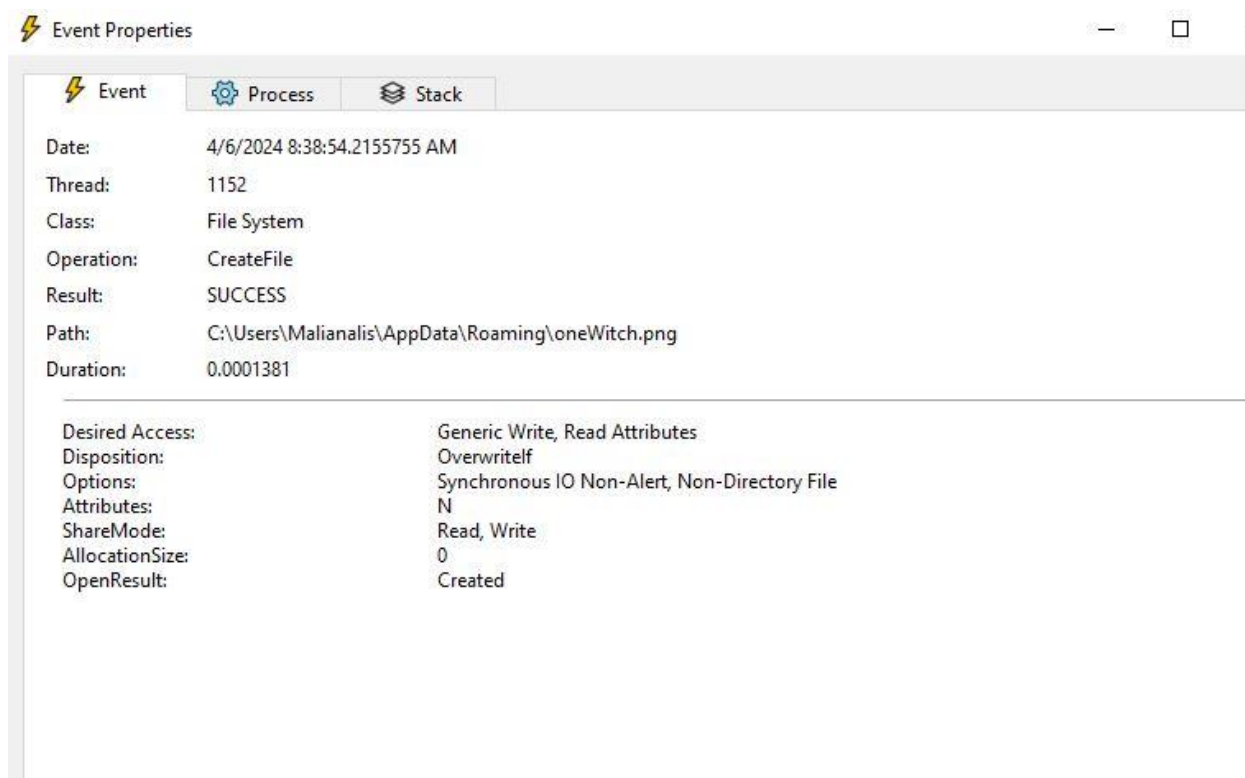 Event Properties
Event Process Stack
Date: 4/6/2024 8:38:54.2155755 AM
Thread: 1152
Class: File System
Operation: CreateFile
Result: SUCCESS
Path: C:\Users\Malianalis\AppData\Roaming\oneWitch.png
Duration: 0.0001381
Desired Access: Generic Write, Read Attributes
Disposition: OverwriteIf
Options: Synchronous IO Non-Alert, Non-Directory File
Attributes: N
ShareMode: Read, Write
AllocationSize: 0
OpenResult: Created